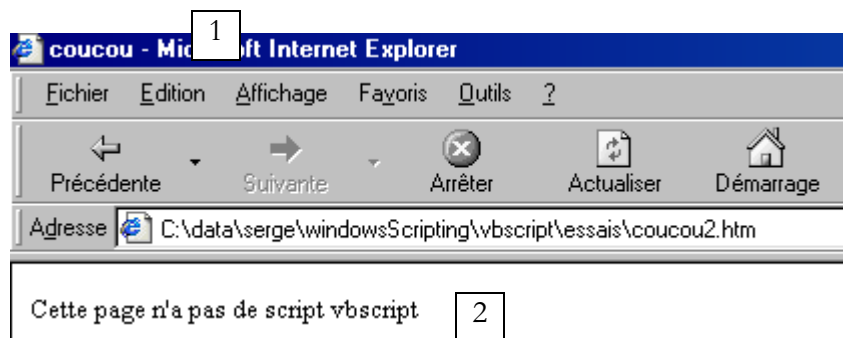 1
coucou - Mic oft Internet Explorer
Fichier Edition Affichage Favoris Outils ?
Précédente Suivante Arrêter Actualiser Démarrage
Adresse C:\data\serge\windowsScripting\vbscript\essais\coucou2.htm
Cette page n'a pas de script vbscript 2